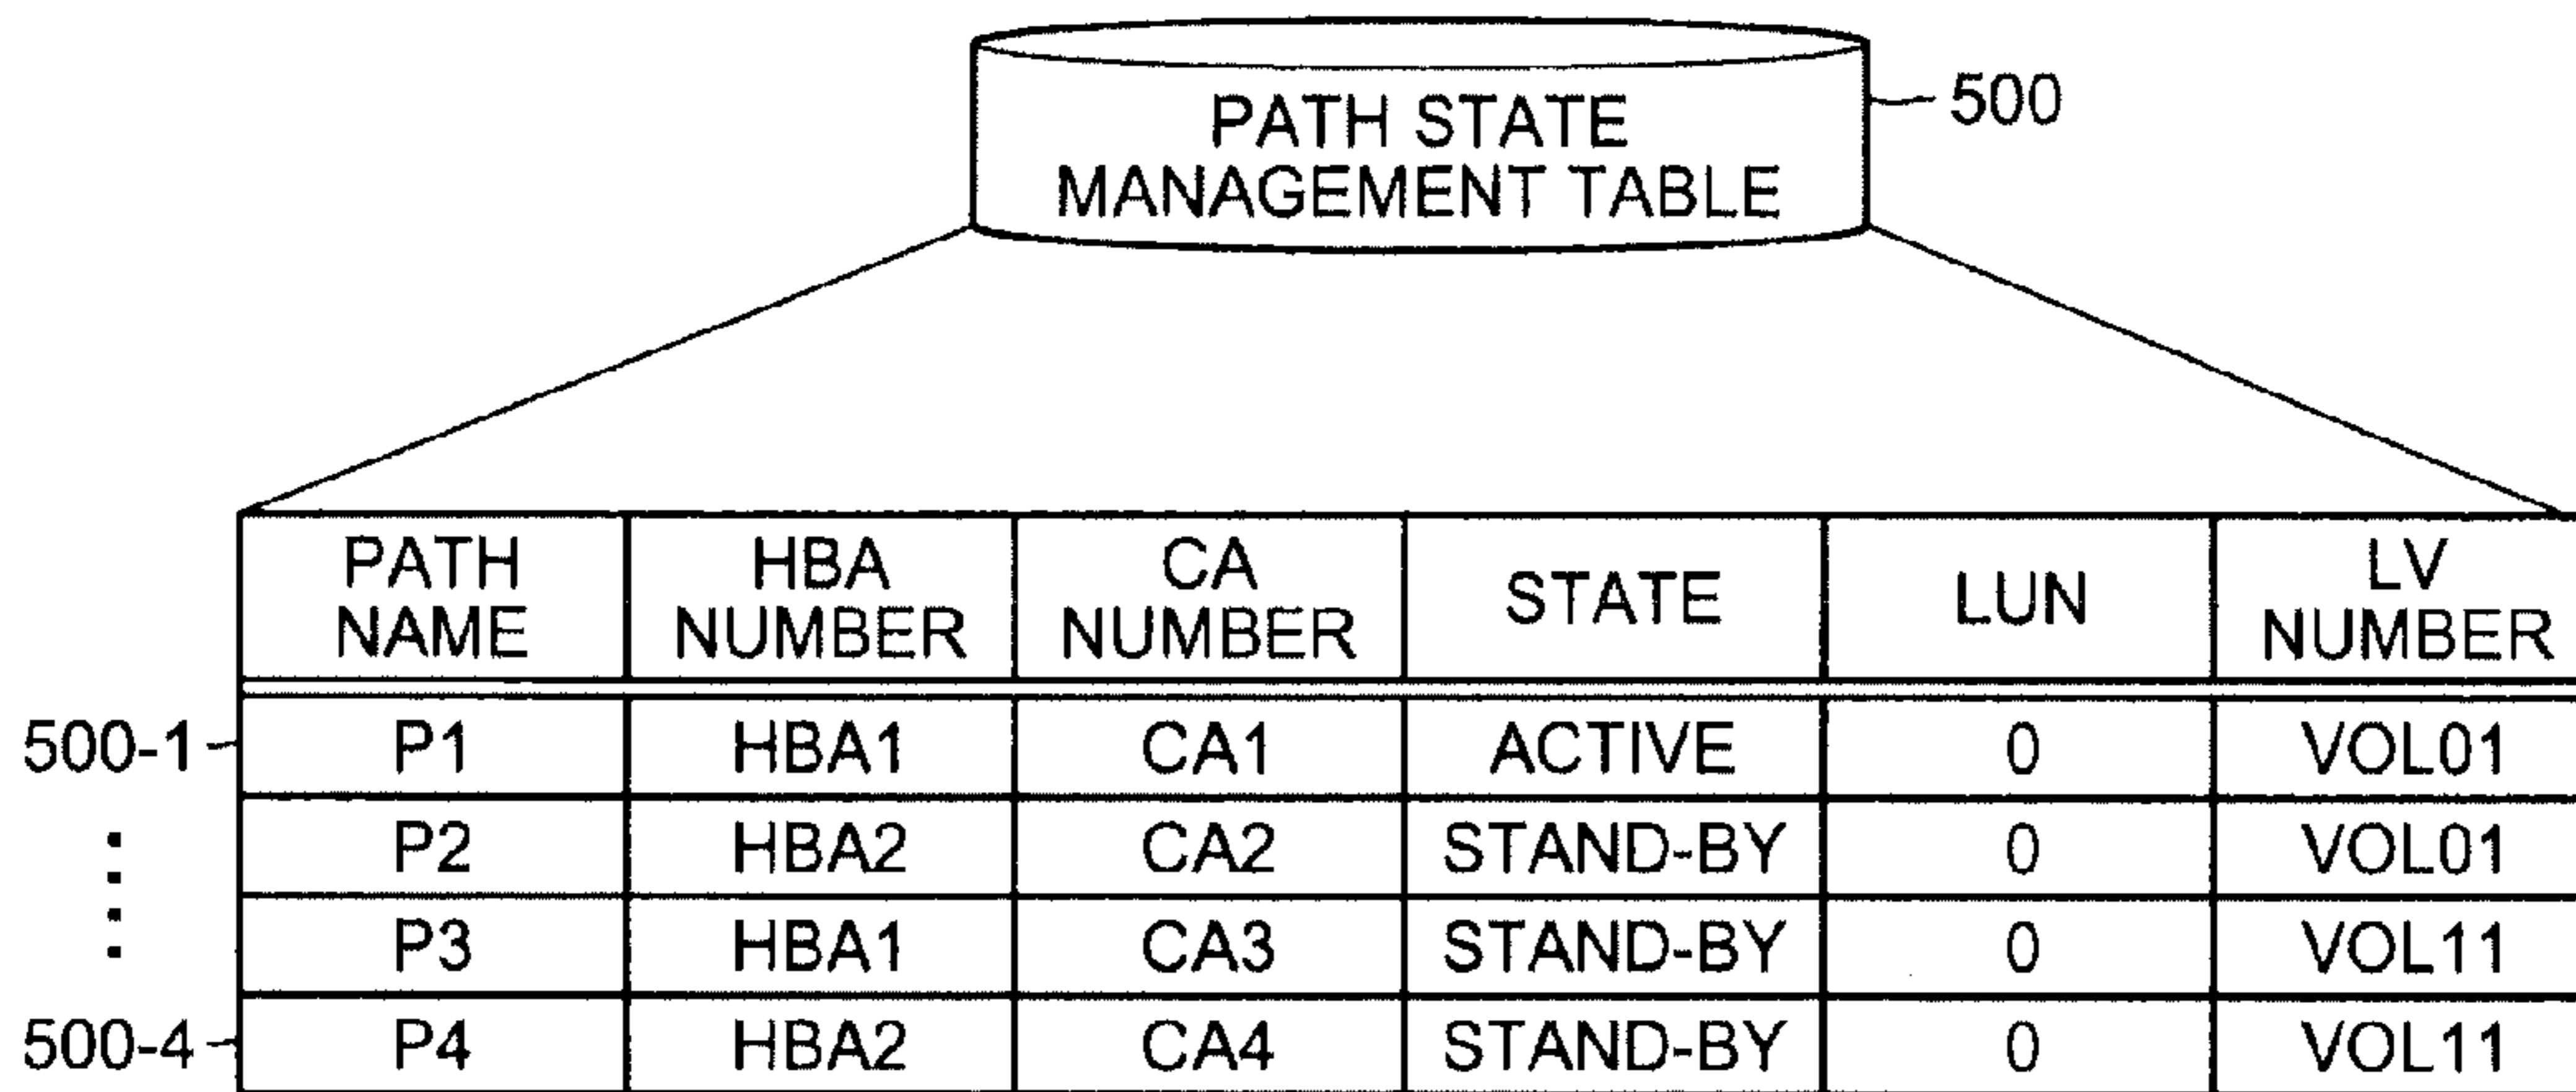 PATH STATE
MANAGEMENT TABLE
500
PATH NAME HBA NUMBER CA NUMBER STATE LUN LV NUMBER
500-1 P1 HBA1 CA1 ACTIVE 0 VOL01
P2 HBA2 CA2 STAND-BY 0 VOL01
P3 HBA1 CA3 STAND-BY 0 VOL11
500-4 P4 HBA2 CA4 STAND-BY 0 VOL11